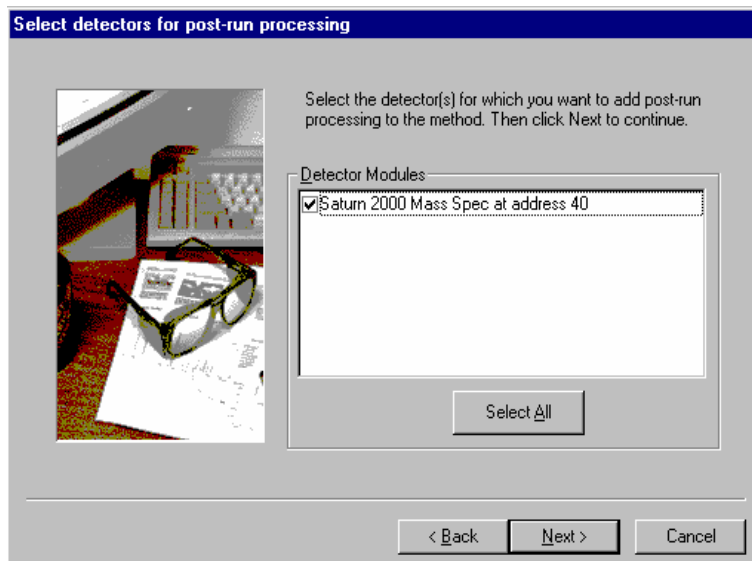 Select detectors for post-run processing
Select the detector(s) for which you want to add post-run
processing to the method. Then click Next to continue.
Detector Modules
Saturn 2000 Mass Spec at address 40
Select All
< Back
Next >
Cancel